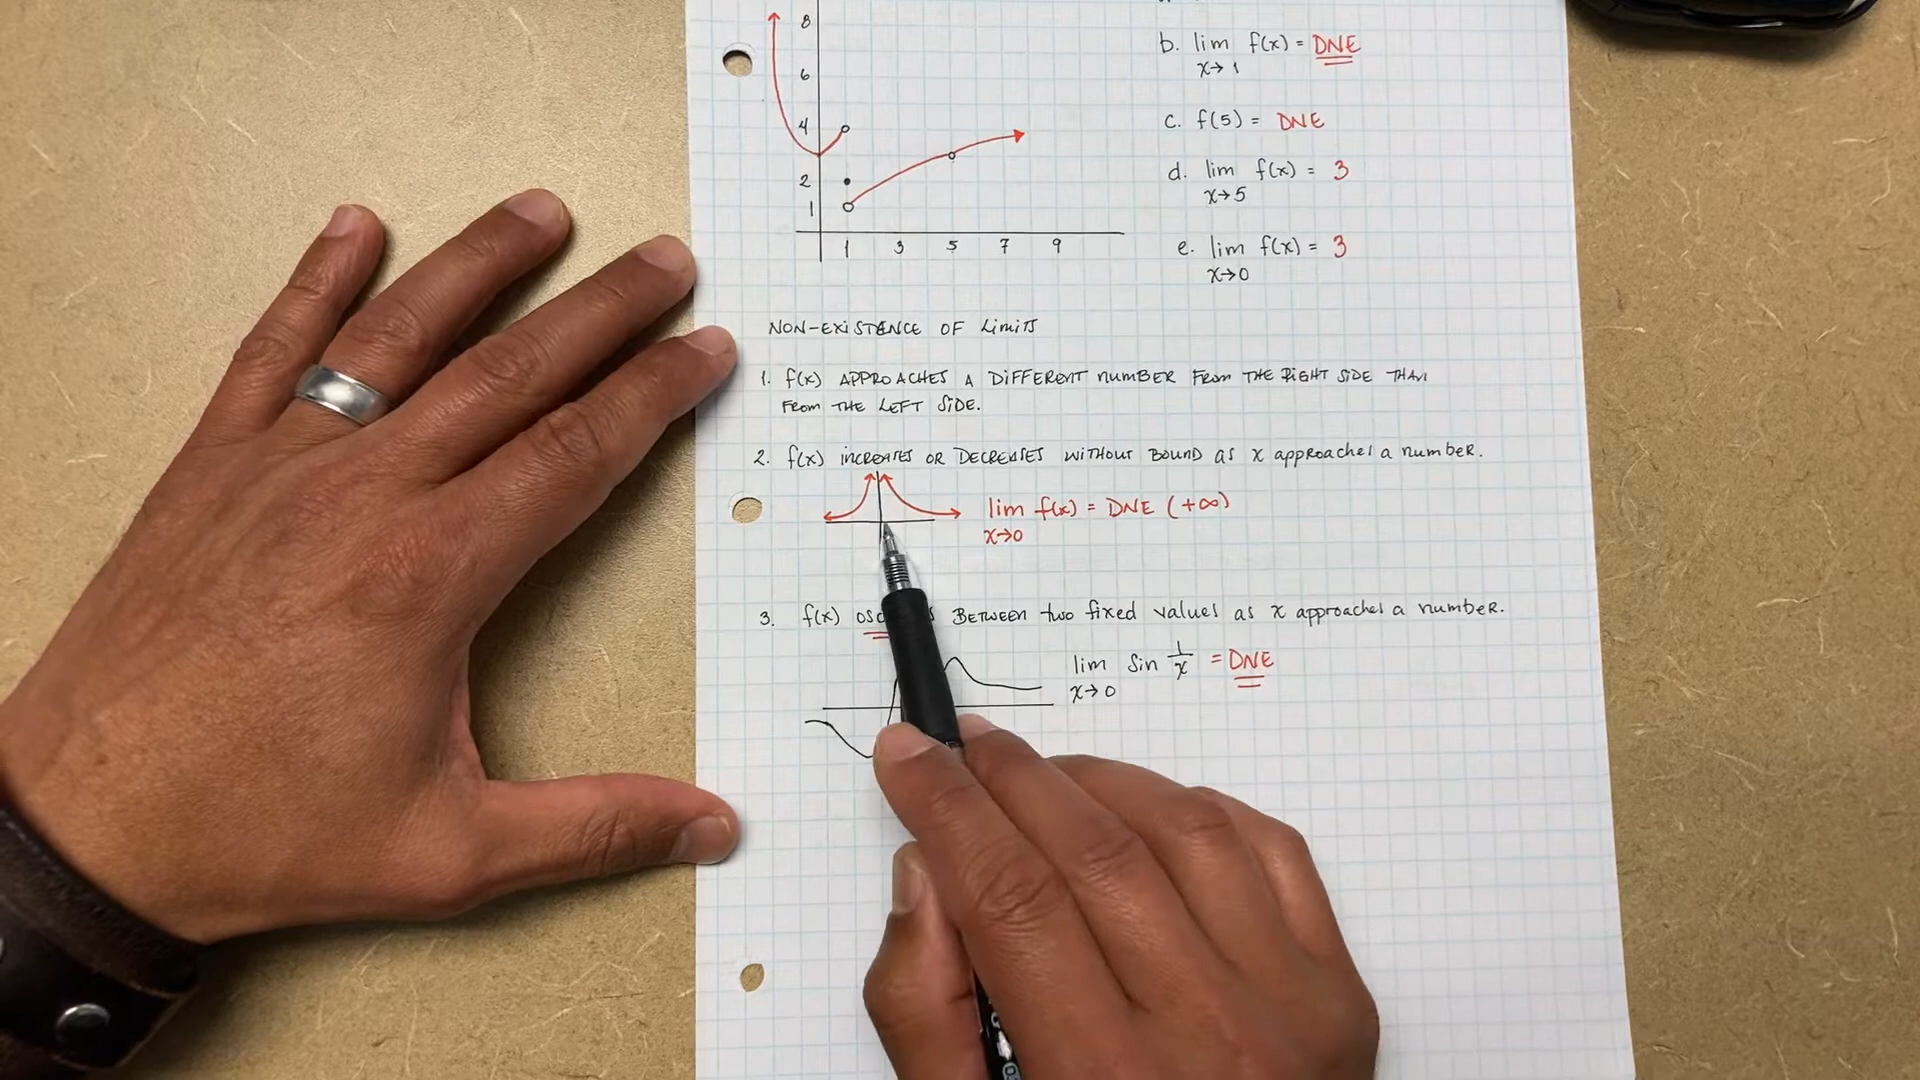 8
6
4
2
1
1 3 5 7 9
b. lim f(x) = DNE
x→1
c. f(5) = DNE
d. lim f(x) = 3
x→5
e. lim f(x) = 3
x→0
NON-EXISTENCE OF LIMITS
1. f(x) APPROACHES A DIFFERENT NUMBER FROM THE RIGHT SIDE THAN
FROM THE LEFT SIDE.
2. f(x) INCREASES OR DECREASES WITHOUT BOUND AS x approaches a number.
lim f(x) = DNE (+∞)
x→0
3. f(x) BETWEEN two fixed values as x approaches a number.
lim Sin 1/x = DNE
x→0